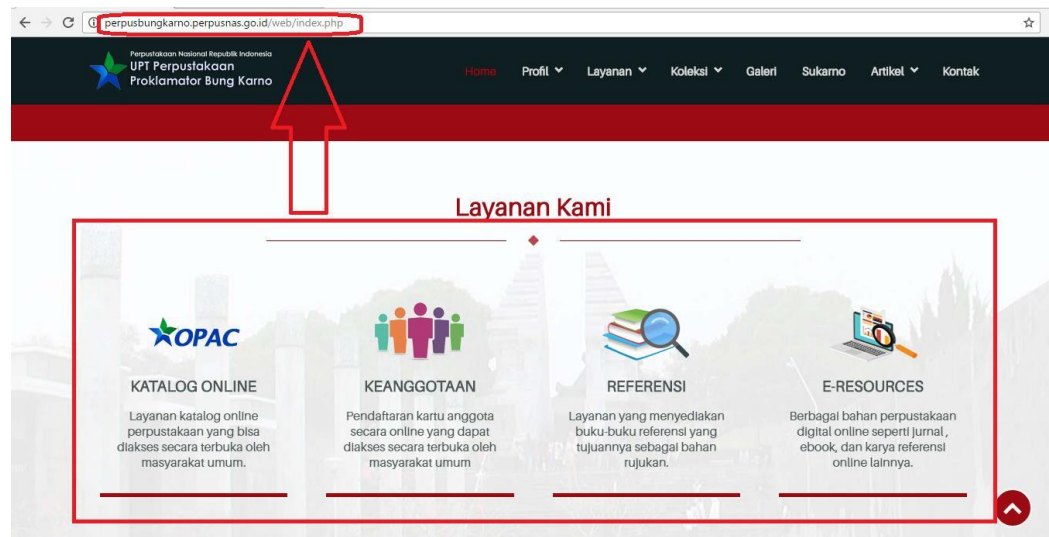 perpusbungkarno.perpusnas.go.id/web/index.php
Perpustakaan Nasional Republik Indonesia
UPT Perpustakaan
Proklamator Bung Karno
Home Profil Layanan Koleksi Galeri Sukarno Artikel Kontak
Layanan Kami
OPAC
KATALOG ONLINE
Layanan katalog online
perpustakaan yang bisa
diakses secara terbuka oleh
masyarakat umum.
KEANGGOTAAN
Pendaftaran kartu anggota
secara online yang dapat
diakses secara terbuka oleh
masyarakat umum
REFERENSI
Layanan yang menyediakan
buku-buku referensi yang
tujuannya sebagai bahan
rujukan.
E-RESOURCES
Berbagai bahan perpustakaan
digital online seperti jurnal ,
ebook, dan karya referensi
online lainnya.